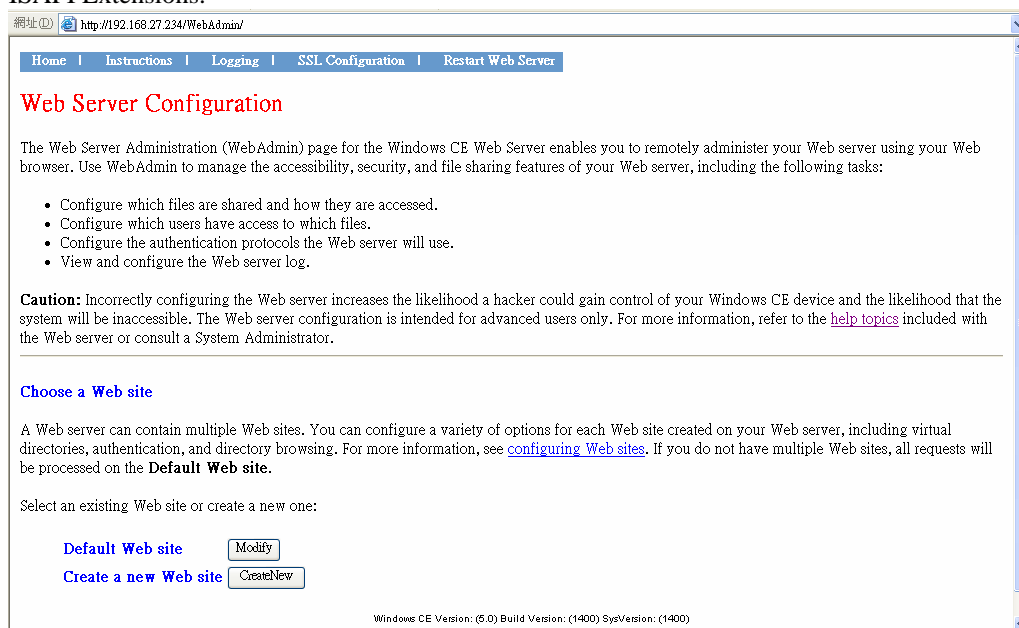 ISAPI Extensions.
網址(D) http://192.168.27.234/WebAdmin/
Home | Instructions | Logging | SSL Configuration | Restart Web Server
Web Server Configuration
The Web Server Administration (WebAdmin) page for the Windows CE Web Server enables you to remotely administer your Web server using your Web
browser. Use WebAdmin to manage the accessibility, security, and file sharing features of your Web server, including the following tasks:
• Configure which files are shared and how they are accessed.
• Configure which users have access to which files.
• Configure the authentication protocols the Web server will use.
• View and configure the Web server log.
Caution: Incorrectly configuring the Web server increases the likelihood a hacker could gain control of your Windows CE device and the likelihood that the
system will be inaccessible. The Web server configuration is intended for advanced users only. For more information, refer to the help topics included with
the Web server or consult a System Administrator.
Choose a Web site
A Web server can contain multiple Web sites. You can configure a variety of options for each Web site created on your Web server, including virtual
directories, authentication, and directory browsing. For more information, see configuring Web sites. If you do not have multiple Web sites, all requests will
be processed on the Default Web site.
Select an existing Web site or create a new one:
Default Web site Modify
Create a new Web site CreateNew
Windows CE Version: (5.0) Build Version: (1400) SysVersion: (1400)